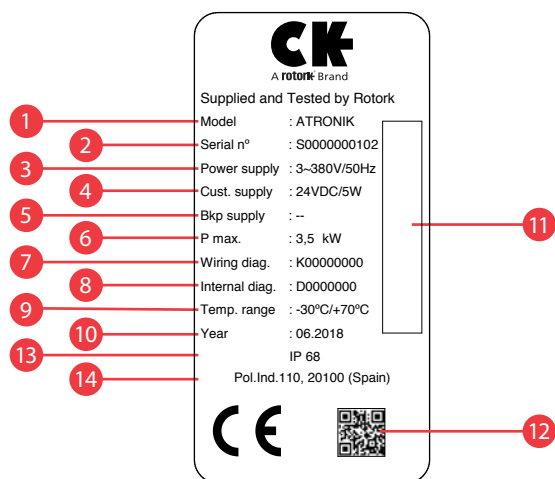 CK
A rotork Brand
Supplied and Tested by Rotork
1 Model : ATRONIK
2 Serial nº : S0000000102
3 Power supply : 3~380V/50Hz
4 Cust. supply : 24VDC/5W
5 Bkp supply : --
6 P max. : 3,5 kW
7 Wiring diag. : K00000000
8 Internal diag. : D0000000
9 Temp. range : -30ºC/+70ºC
10 Year : 06.2018
13 IP 68
14 Pol.Ind.110, 20100 (Spain)
11
CE
12